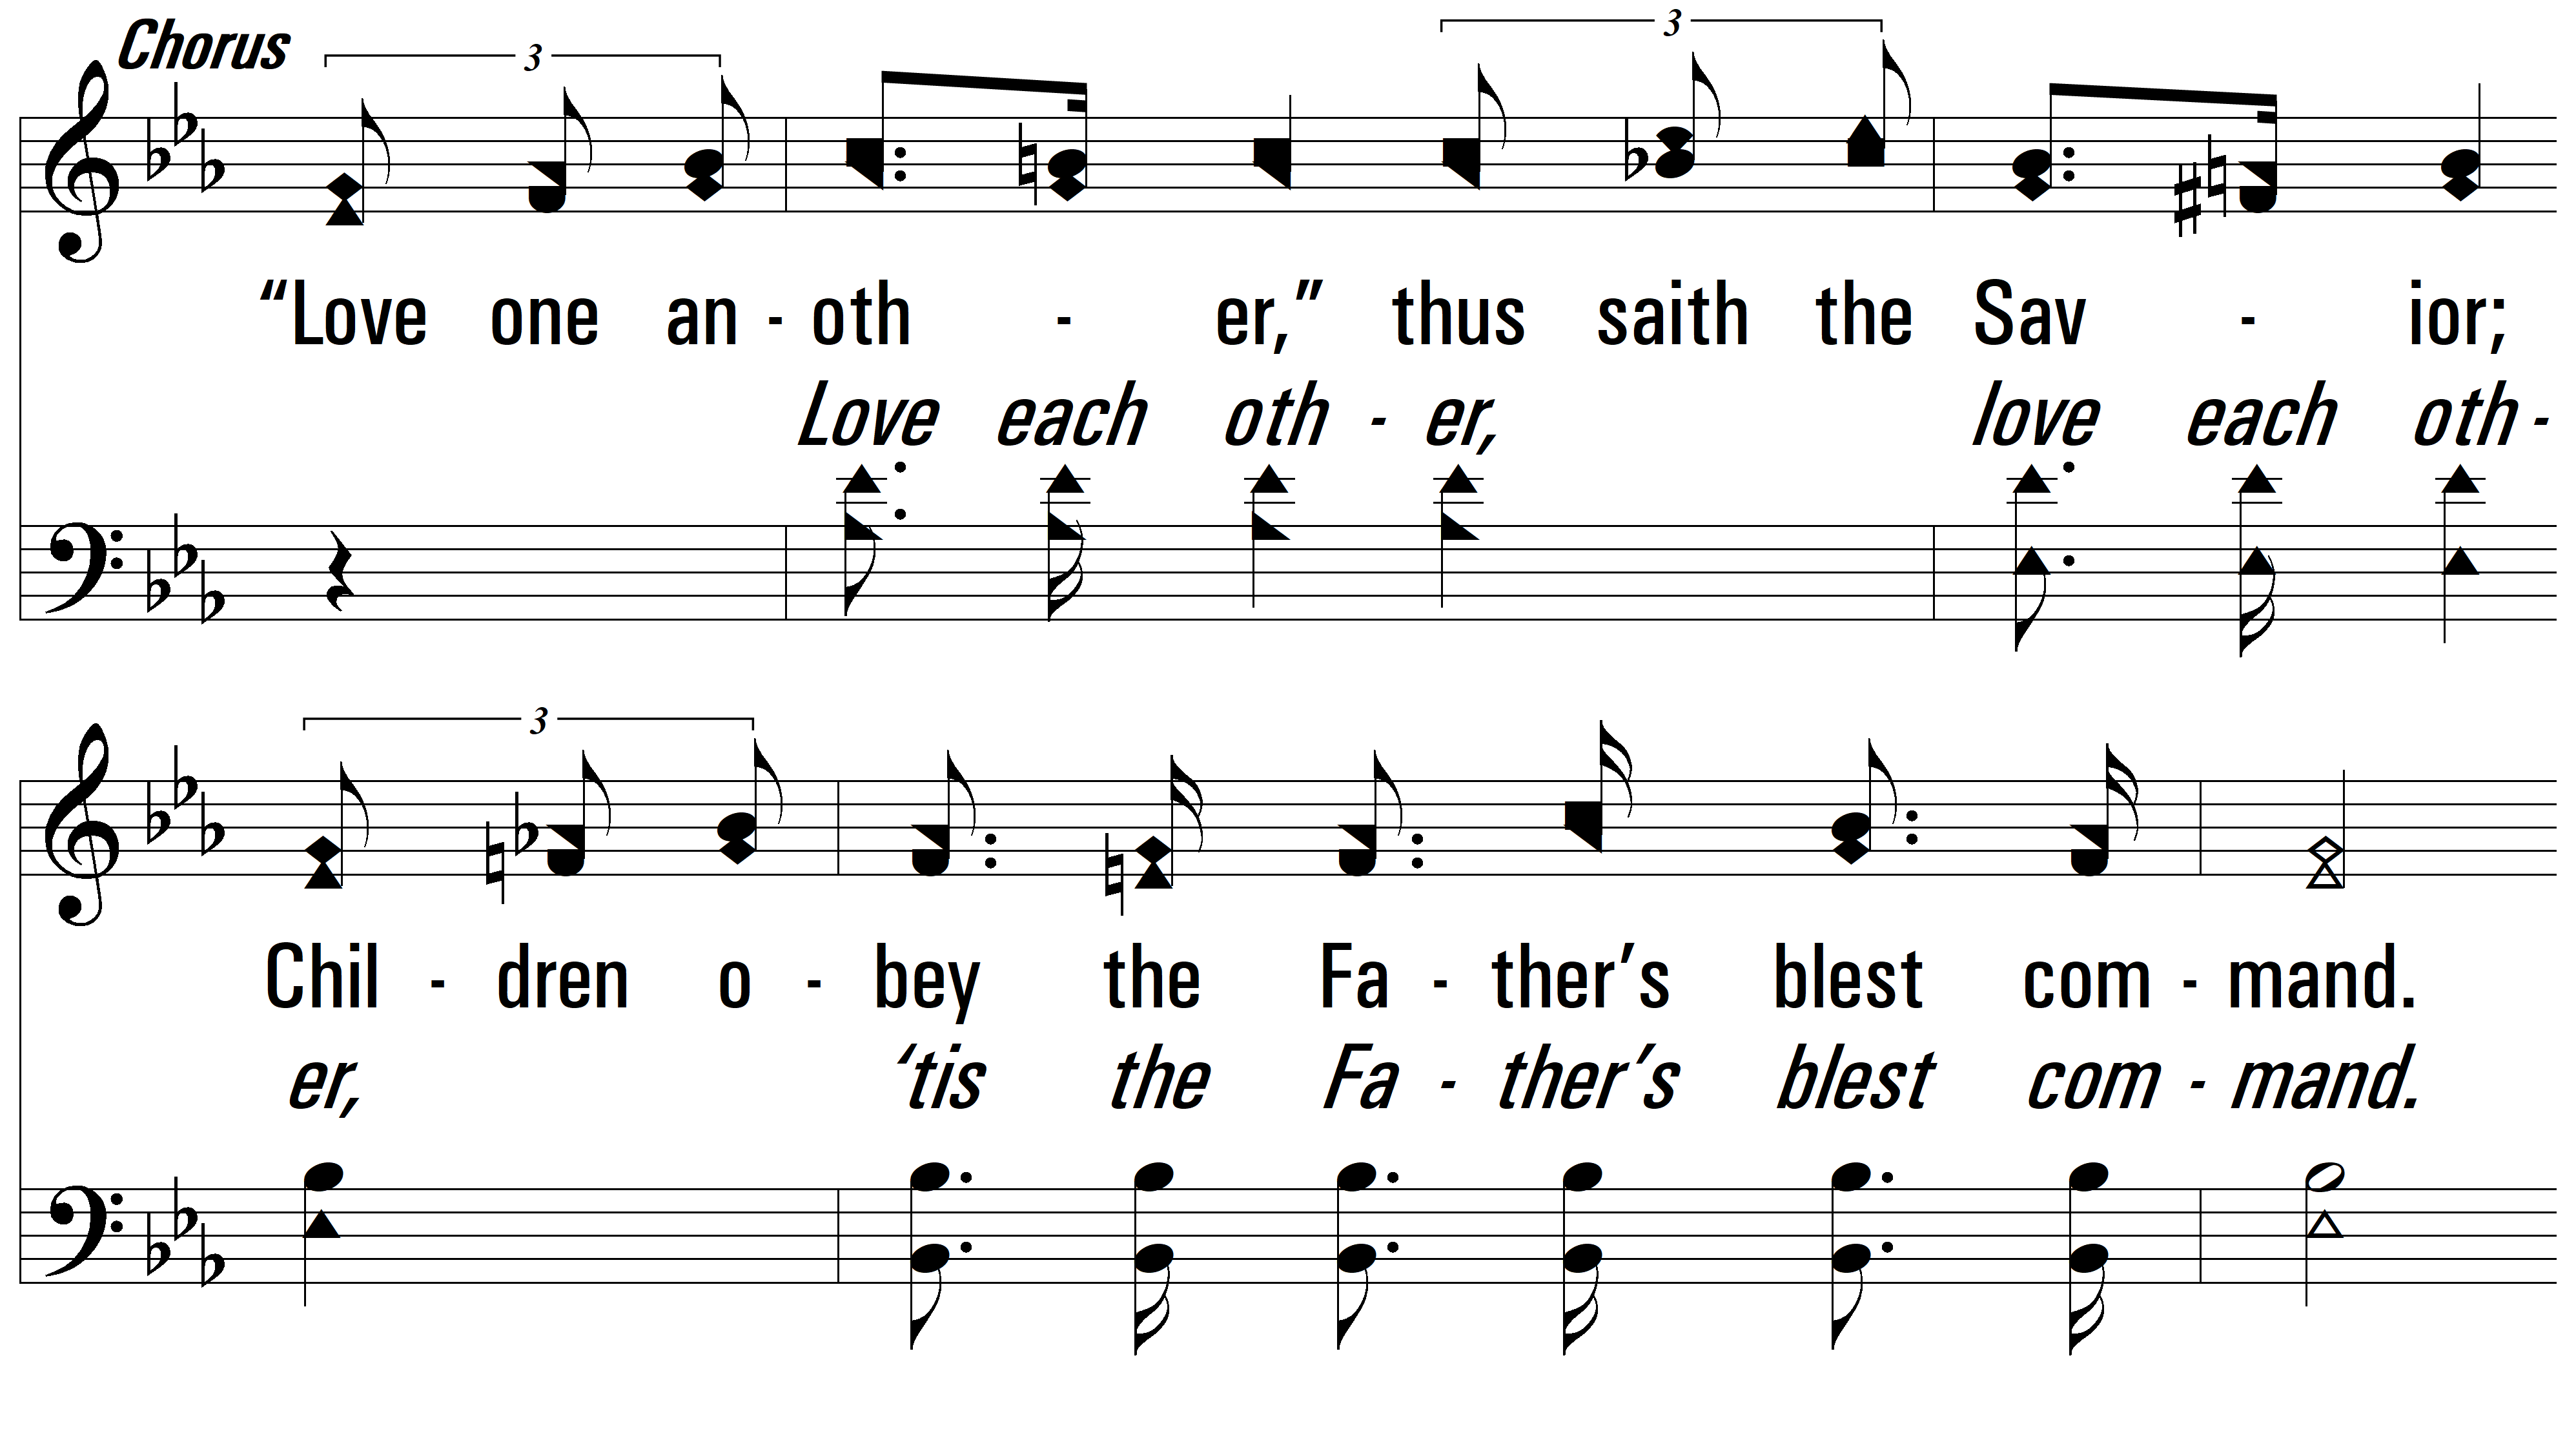 Chorus
3 3
“Love one an - oth - er,” thus saith the Sav - ior;
Love each oth - er, love each oth -
3
Chil - dren o - bey the Fa - ther’s blest com - mand.
er, ‘tis the Fa - ther’s blest com - mand.